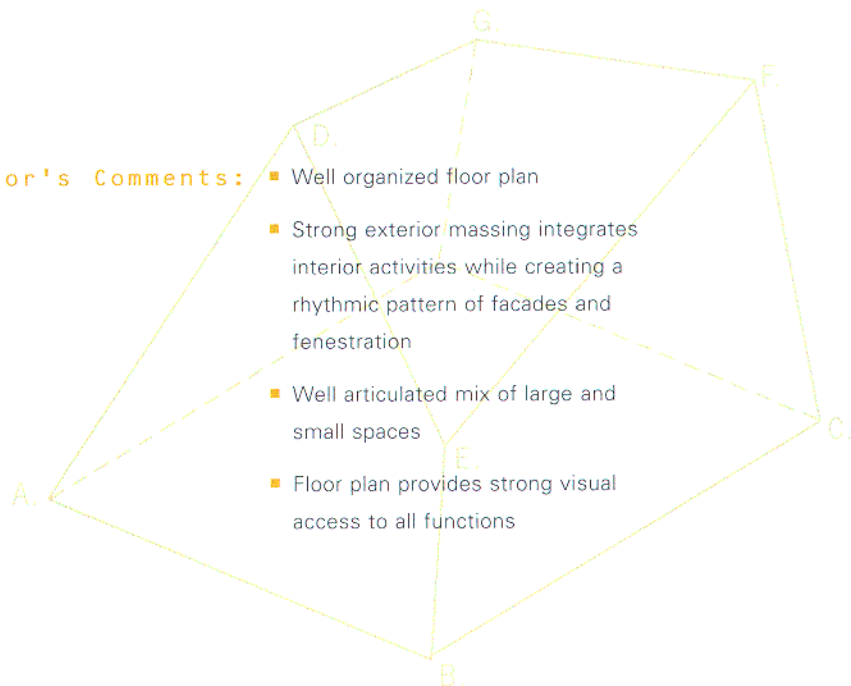 G.
F.
D.
or's Comments:
▪ Well organized floor plan
▪ Strong exterior massing integrates
interior activities while creating a
rhythmic pattern of facades and
fenestration
▪ Well articulated mix of large and
small spaces
C.
E.
▪ Floor plan provides strong visual
A.
access to all functions
B.